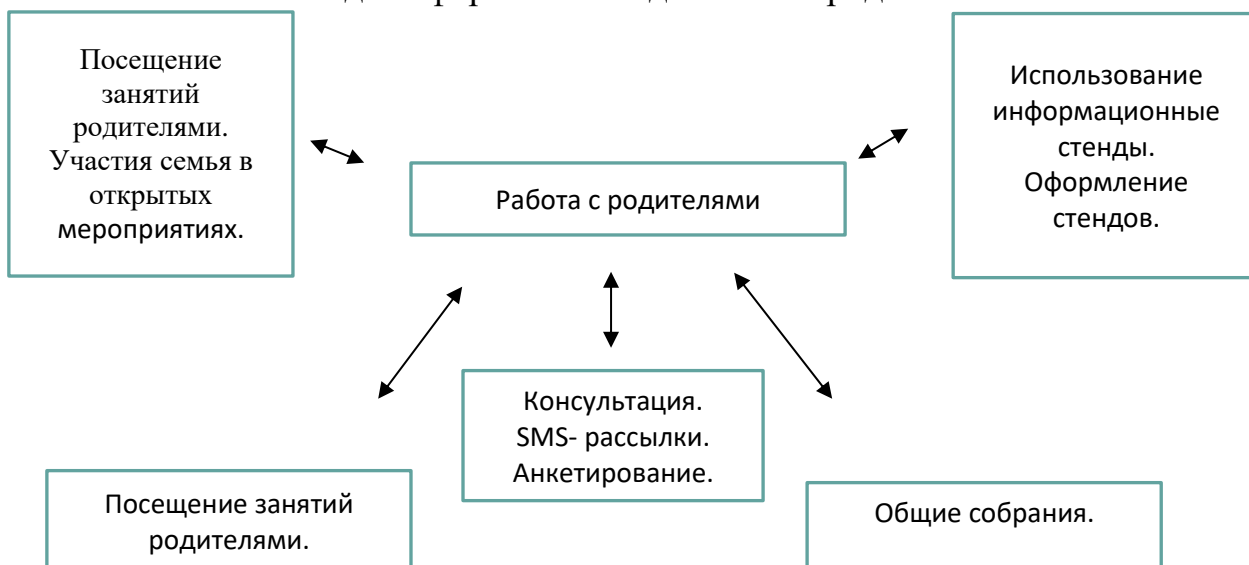 Посещение
занятий
родителями.
Участия семья в
открытых
мероприятиях.
Использование
информационные
стенды.
Оформление
стендов.
Работа с родителями
Консультация.
SMS- рассылки.
Анкетирование.
Посещение занятий
родителями.
Общие собрания.